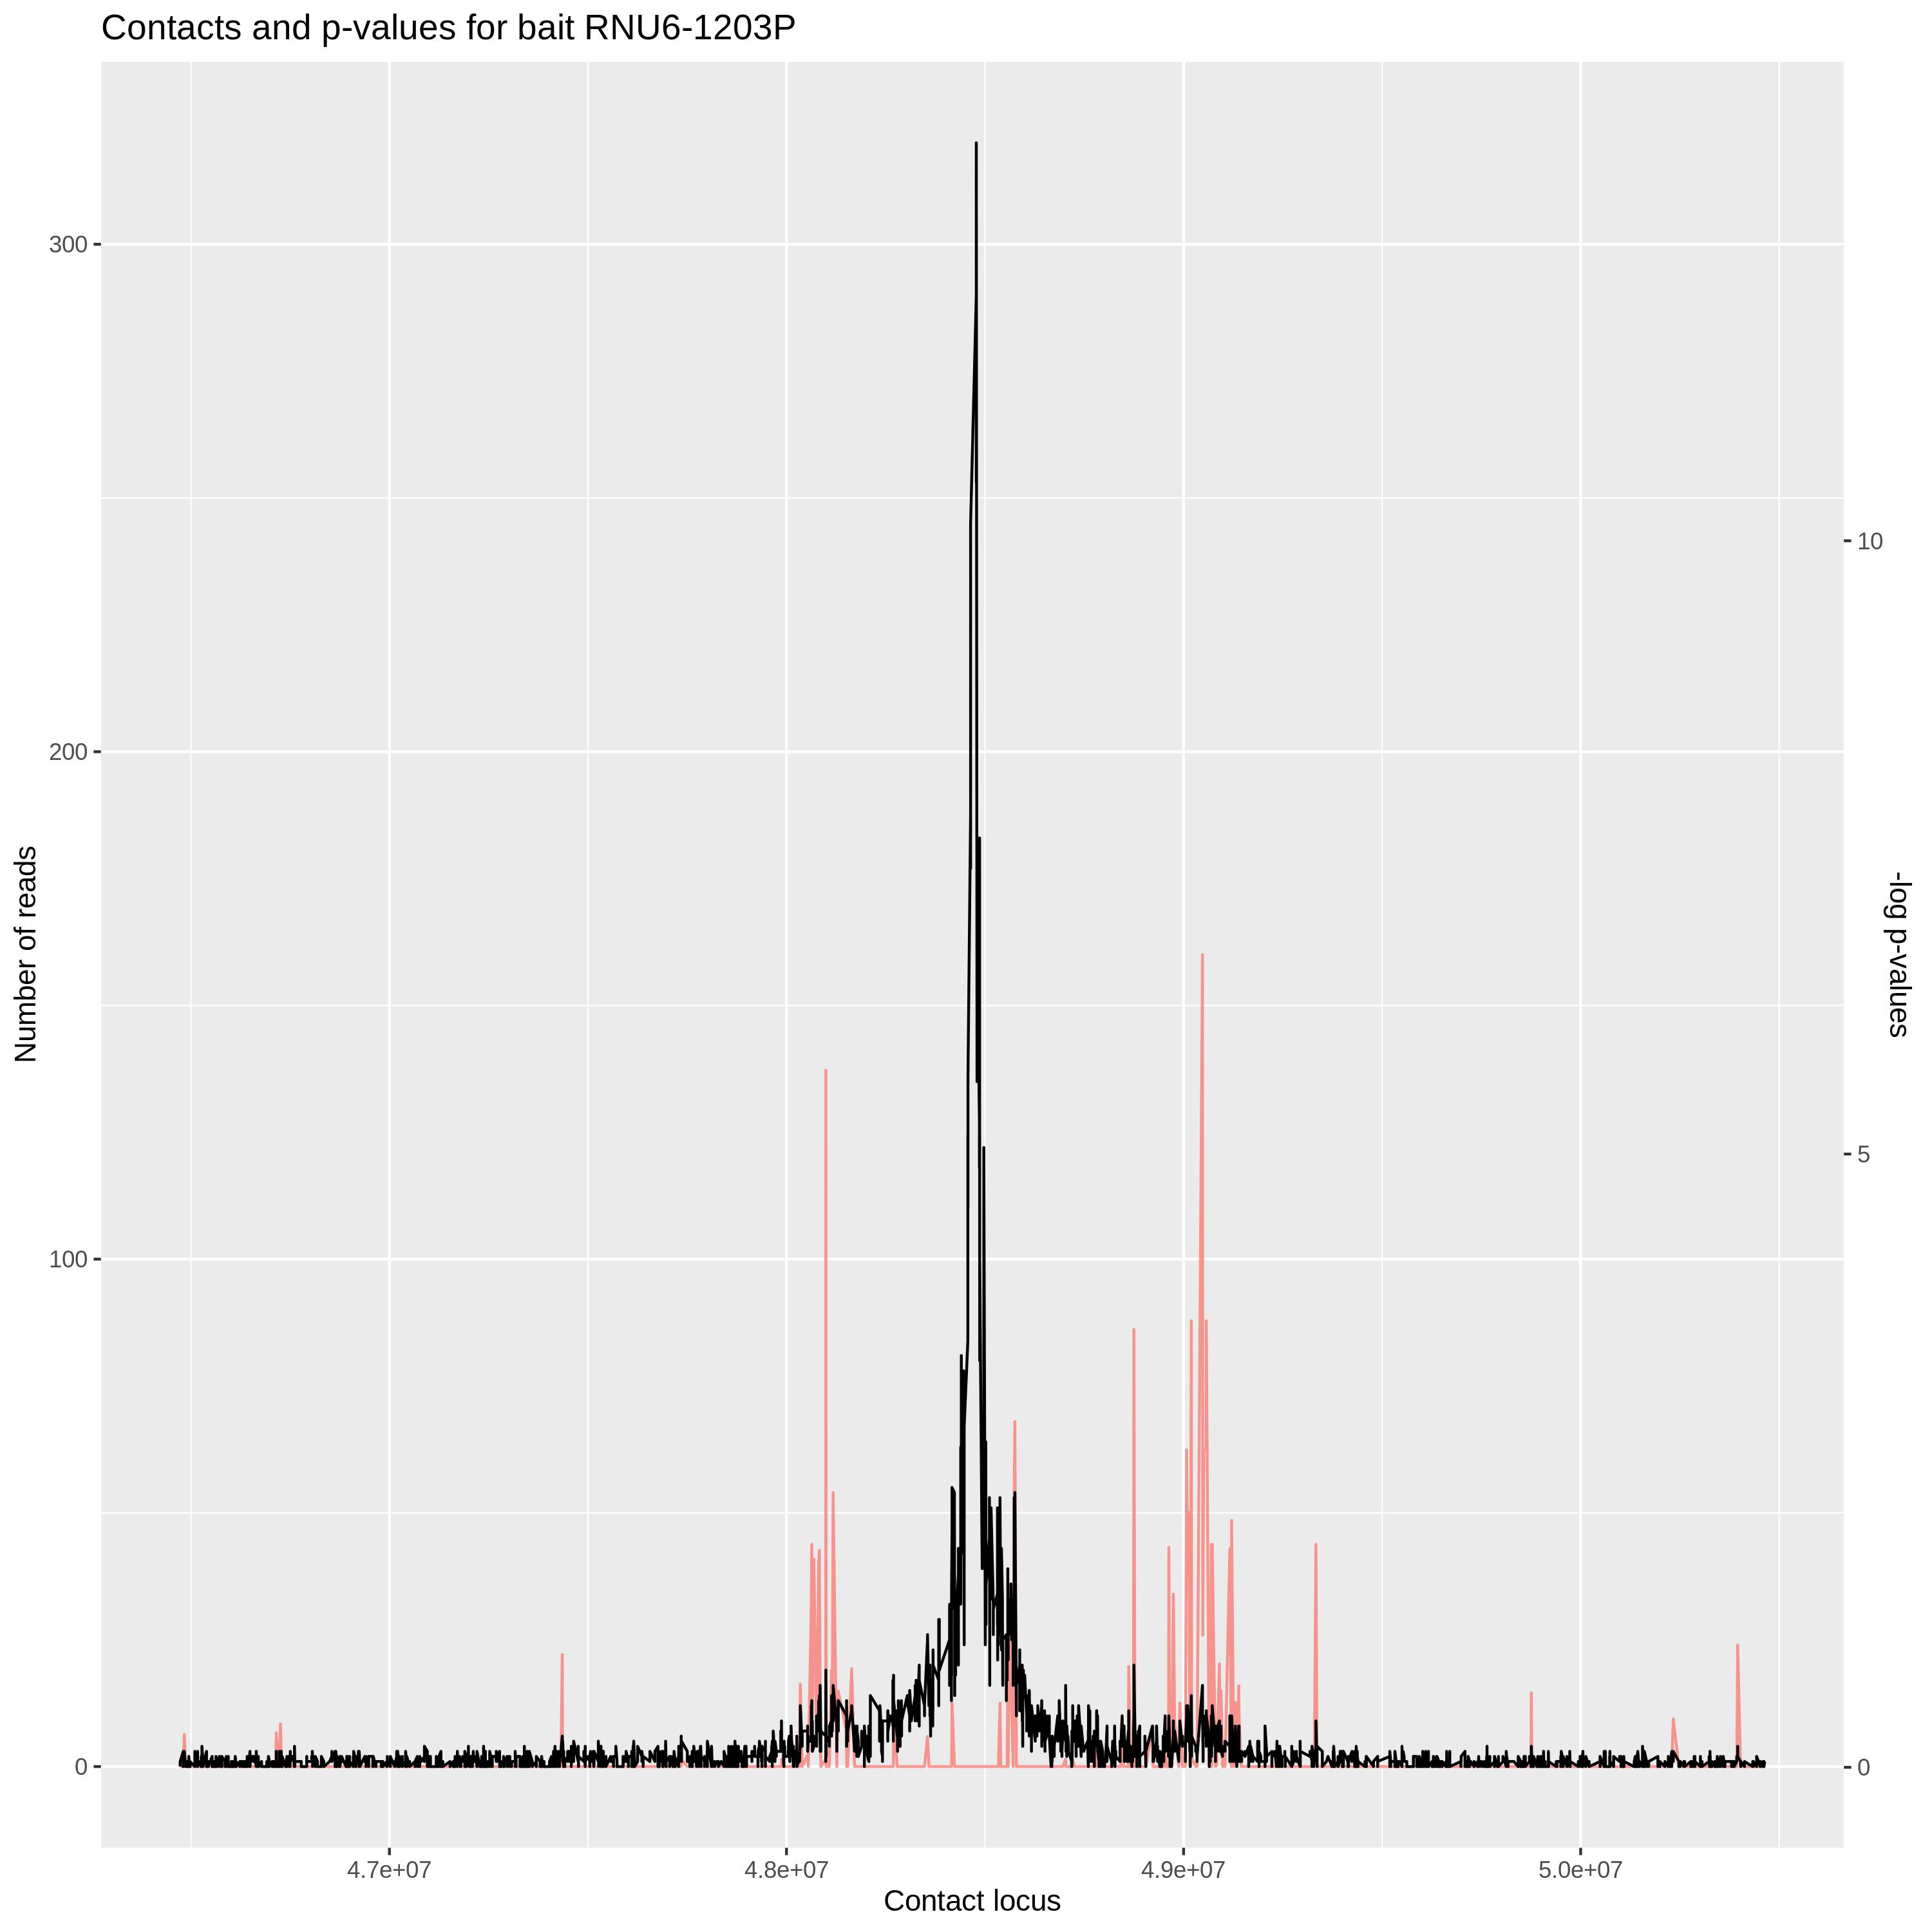 Contacts and p-values for bait RNU6-1203P
300
200
100
0
Number of reads
10
5
0
-log p-values
4.7e+07
4.8e+07
4.9e+07
5.0e+07
Contact locus